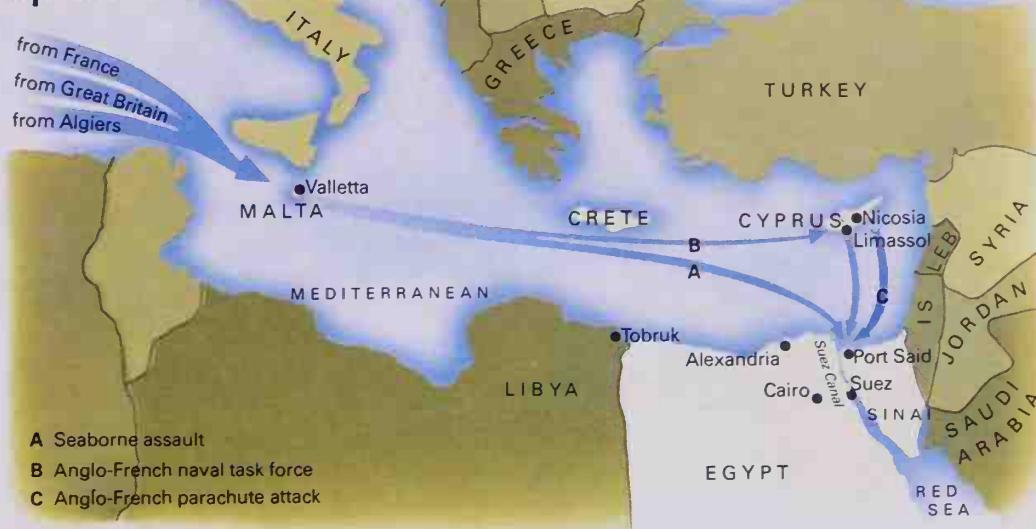 from France
from Great Britain
from Algiers
ITALY
GREECE
TURKEY
Valletta
MALTA
CRETE
CYPRUS
Nicosia
Limassol
B
A
C
LEB
SYRIA
MEDITERRANEAN
IS
JORDAN
Tobruk
Alexandria
Port Said
Suez Canal
Cairo
Suez
SINAI
LIBYA
SAUDI
ARABIA
EGYPT
RED
SEA
A Seaborne assault
B Anglo-French naval task force
C Anglo-French parachute attack